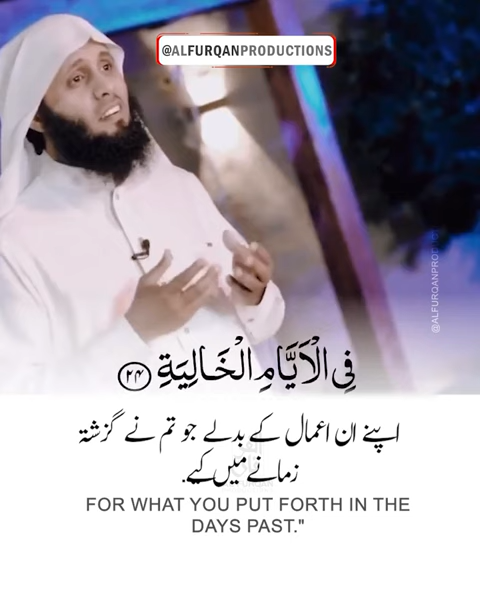 @ALFURQANPRODUCTIONS
فِي الْاَيَّامِ الْخَالِيَةِ ۲۴
اپنے ان اعمال کے بدلے جو تم نے گزشتہ
زمانے میں کیے.
FOR WHAT YOU PUT FORTH IN THE
DAYS PAST."